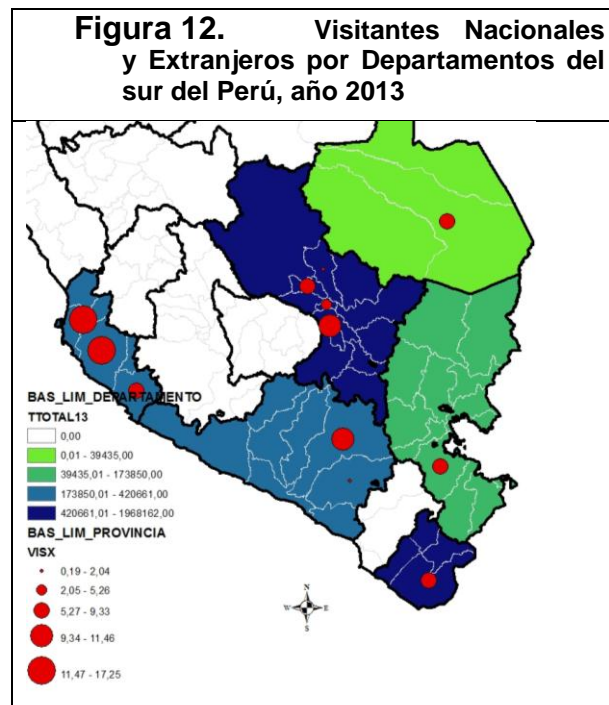 Figura 12. Visitantes Nacionales
y Extranjeros por Departamentos del
sur del Perú, año 2013
BAS_LIM_DEPARTAMENTO
TTOTAL13
0,00
0,01 - 39435,00
39435,01 - 173850,00
173850,01 - 420661,00
420661,01 - 1968162,00
BAS_LIM_PROVINCIA
VISX
0,19 - 2,04
2,05 - 5,26
5,27 - 9,33
9,34 - 11,46
11,47 - 17,25
N
W E
S